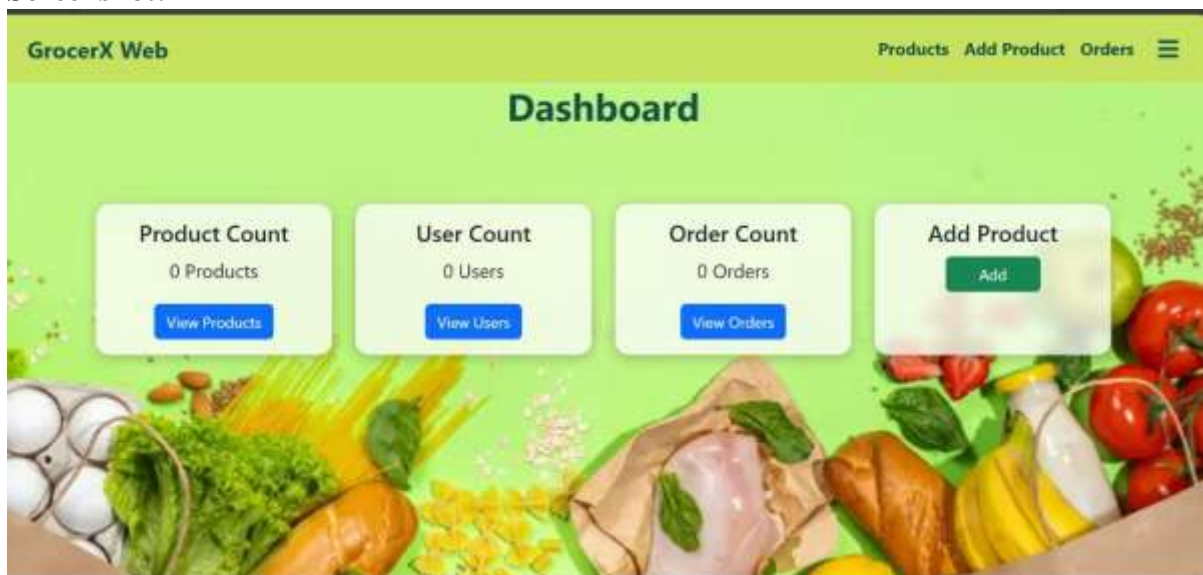 GrocerX Web
Products Add Product Orders
Dashboard
Product Count
0 Products
View Products
User Count
0 Users
View Users
Order Count
0 Orders
View Orders
Add Product
Add